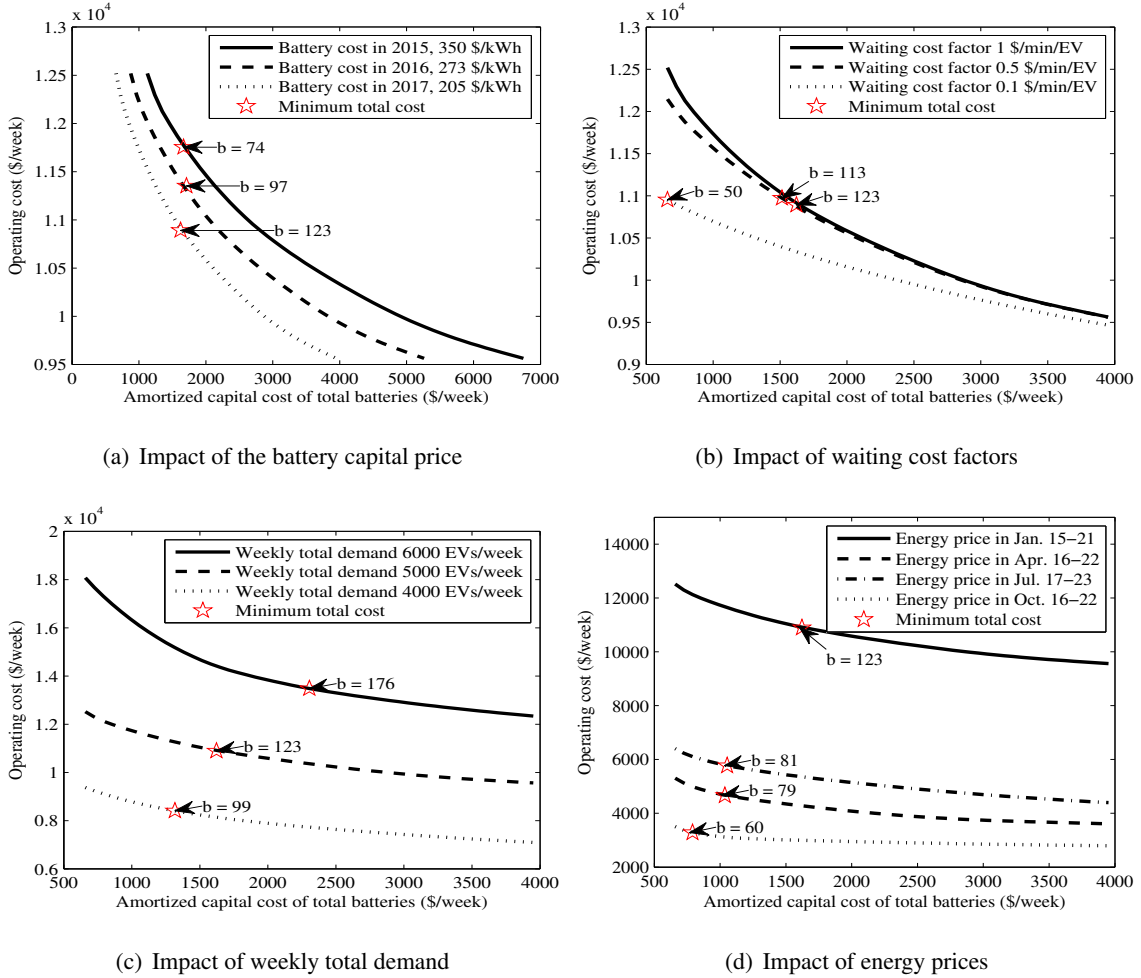 x 10^4
1.3
1.25
1.2
1.15
1.1
1.05
1
0.95
Operating cost ($/week)
Battery cost in 2015, 350 $/kWh
Battery cost in 2016, 273 $/kWh
Battery cost in 2017, 205 $/kWh
Minimum total cost
b = 74
b = 97
b = 123
0 1000 2000 3000 4000 5000 6000 7000
Amortized capital cost of total batteries ($/week)
(a) Impact of the battery capital price
x 10^4
1.3
1.25
1.2
1.15
1.1
1.05
1
0.95
0.9
Operating cost ($/week)
Waiting cost factor 1 $/min/EV
Waiting cost factor 0.5 $/min/EV
Waiting cost factor 0.1 $/min/EV
Minimum total cost
b = 113
b = 50
b = 123
500 1000 1500 2000 2500 3000 3500 4000
Amortized capital cost of total batteries ($/week)
(b) Impact of waiting cost factors
x 10^4
2
1.8
1.6
1.4
1.2
1
0.8
0.6
Operating cost ($/week)
Weekly total demand 6000 EVs/week
Weekly total demand 5000 EVs/week
Weekly total demand 4000 EVs/week
Minimum total cost
b = 176
b = 123
b = 99
500 1000 1500 2000 2500 3000 3500 4000
Amortized capital cost of total batteries ($/week)
(c) Impact of weekly total demand
14000
12000
10000
8000
6000
4000
2000
Operating cost ($/week)
Energy price in Jan. 15-21
Energy price in Apr. 16-22
Energy price in Jul. 17-23
Energy price in Oct. 16-22
Minimum total cost
b = 123
b = 81
b = 79
b = 60
500 1000 1500 2000 2500 3000 3500 4000
Amortized capital cost of total batteries ($/week)
(d) Impact of energy prices